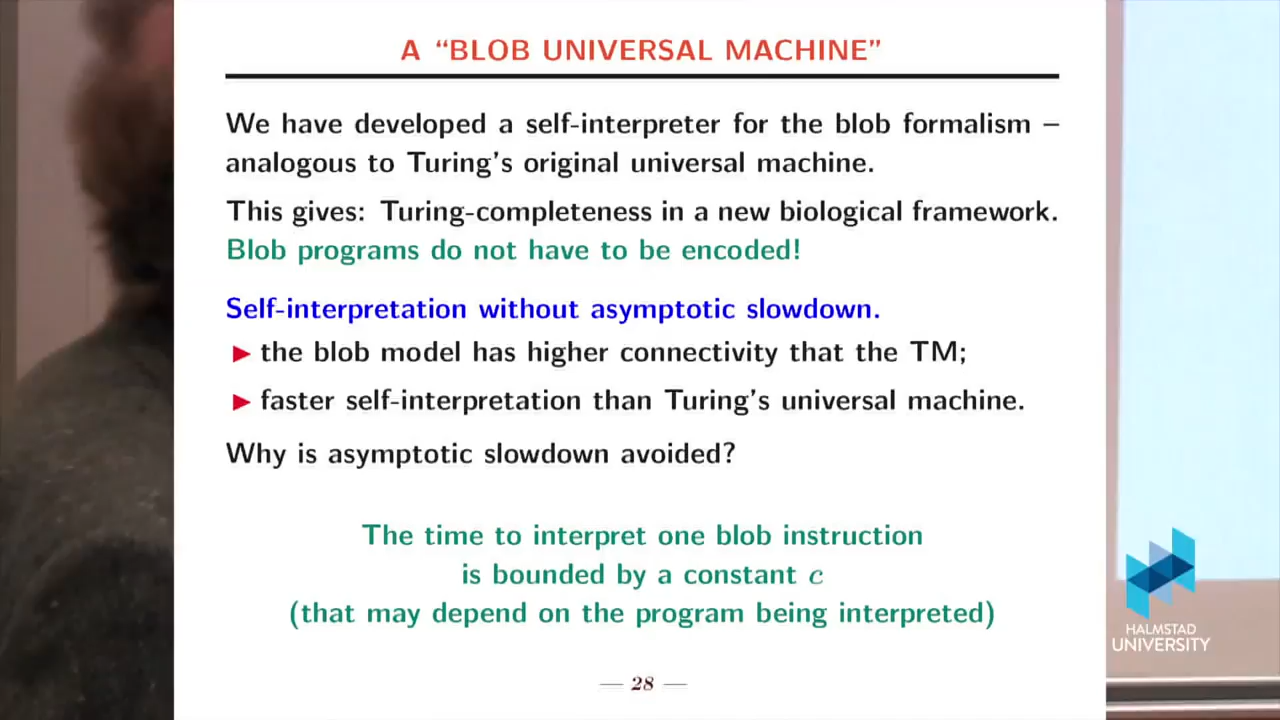 A “BLOB UNIVERSAL MACHINE”
We have developed a self-interpreter for the blob formalism –
analogous to Turing’s original universal machine.
This gives: Turing-completeness in a new biological framework.
Blob programs do not have to be encoded!
Self-interpretation without asymptotic slowdown.
▶ the blob model has higher connectivity that the TM;
▶ faster self-interpretation than Turing’s universal machine.
Why is asymptotic slowdown avoided?
The time to interpret one blob instruction
is bounded by a constant c
(that may depend on the program being interpreted)
— 28 —
HALMSTAD
UNIVERSITY